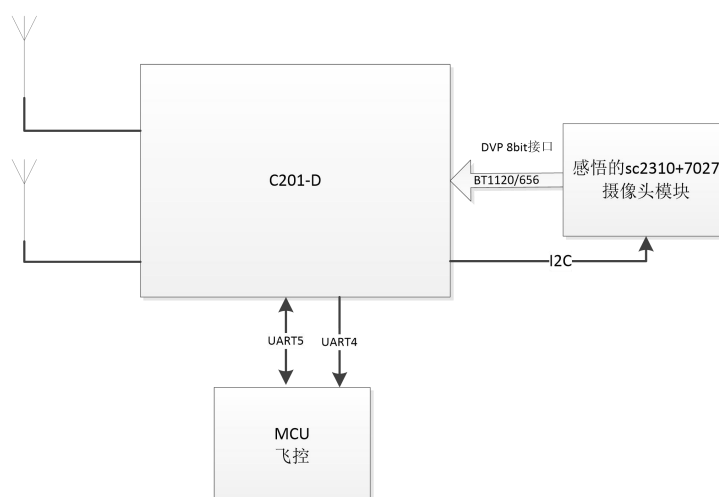 DVP 8bit接口
C201-D
BT1120/656
感悟的sc2310+7027
摄像头模块
I2C
UART5
UART4
MCU
飞控